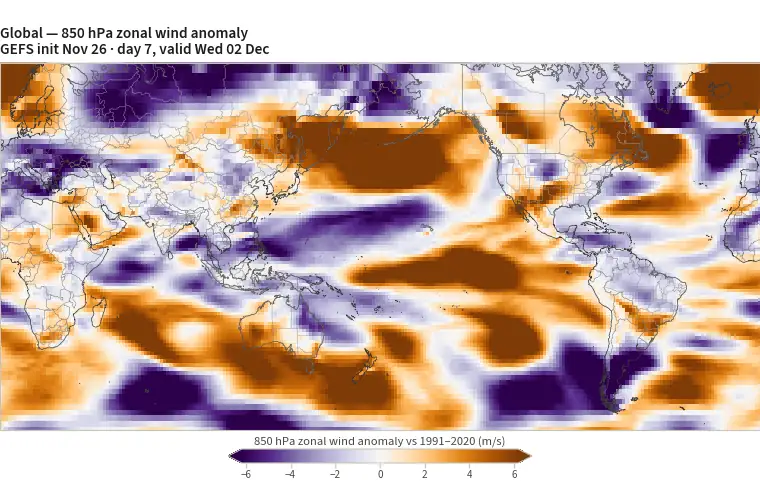 Global — 850 hPa zonal wind anomaly
GEFS init Nov 26 · day 7, valid Wed 02 Dec
850 hPa zonal wind anomaly vs 1991–2020 (m/s)
−6 −4 −2 0 2 4 6